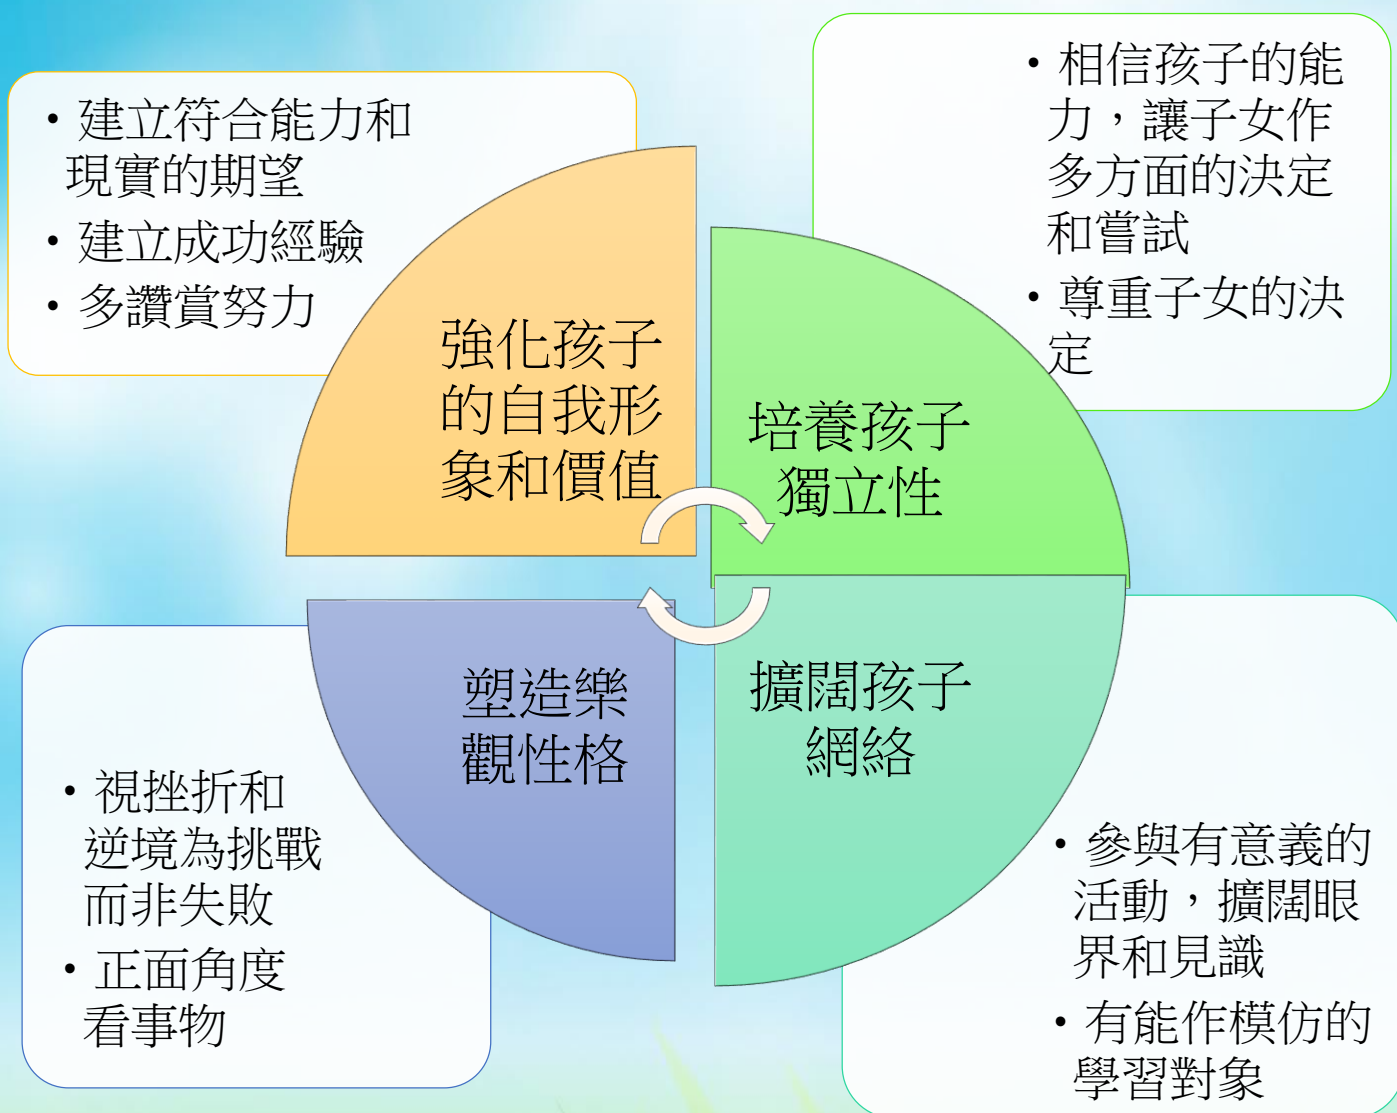 • 建立符合能力和
現實的期望
• 建立成功經驗
• 多讚賞努力
強化孩子
的自我形
象和價值
• 相信孩子的能
力，讓子女作
多方面的決定
和嘗試
• 尊重子女的決
定
培養孩子
獨立性
塑造樂
觀性格
• 視挫折和
逆境為挑戰
而非失敗
• 正面角度
看事物
擴闊孩子
網絡
• 參與有意義的
活動，擴闊眼
界和見識
• 有能作模仿的
學習對象